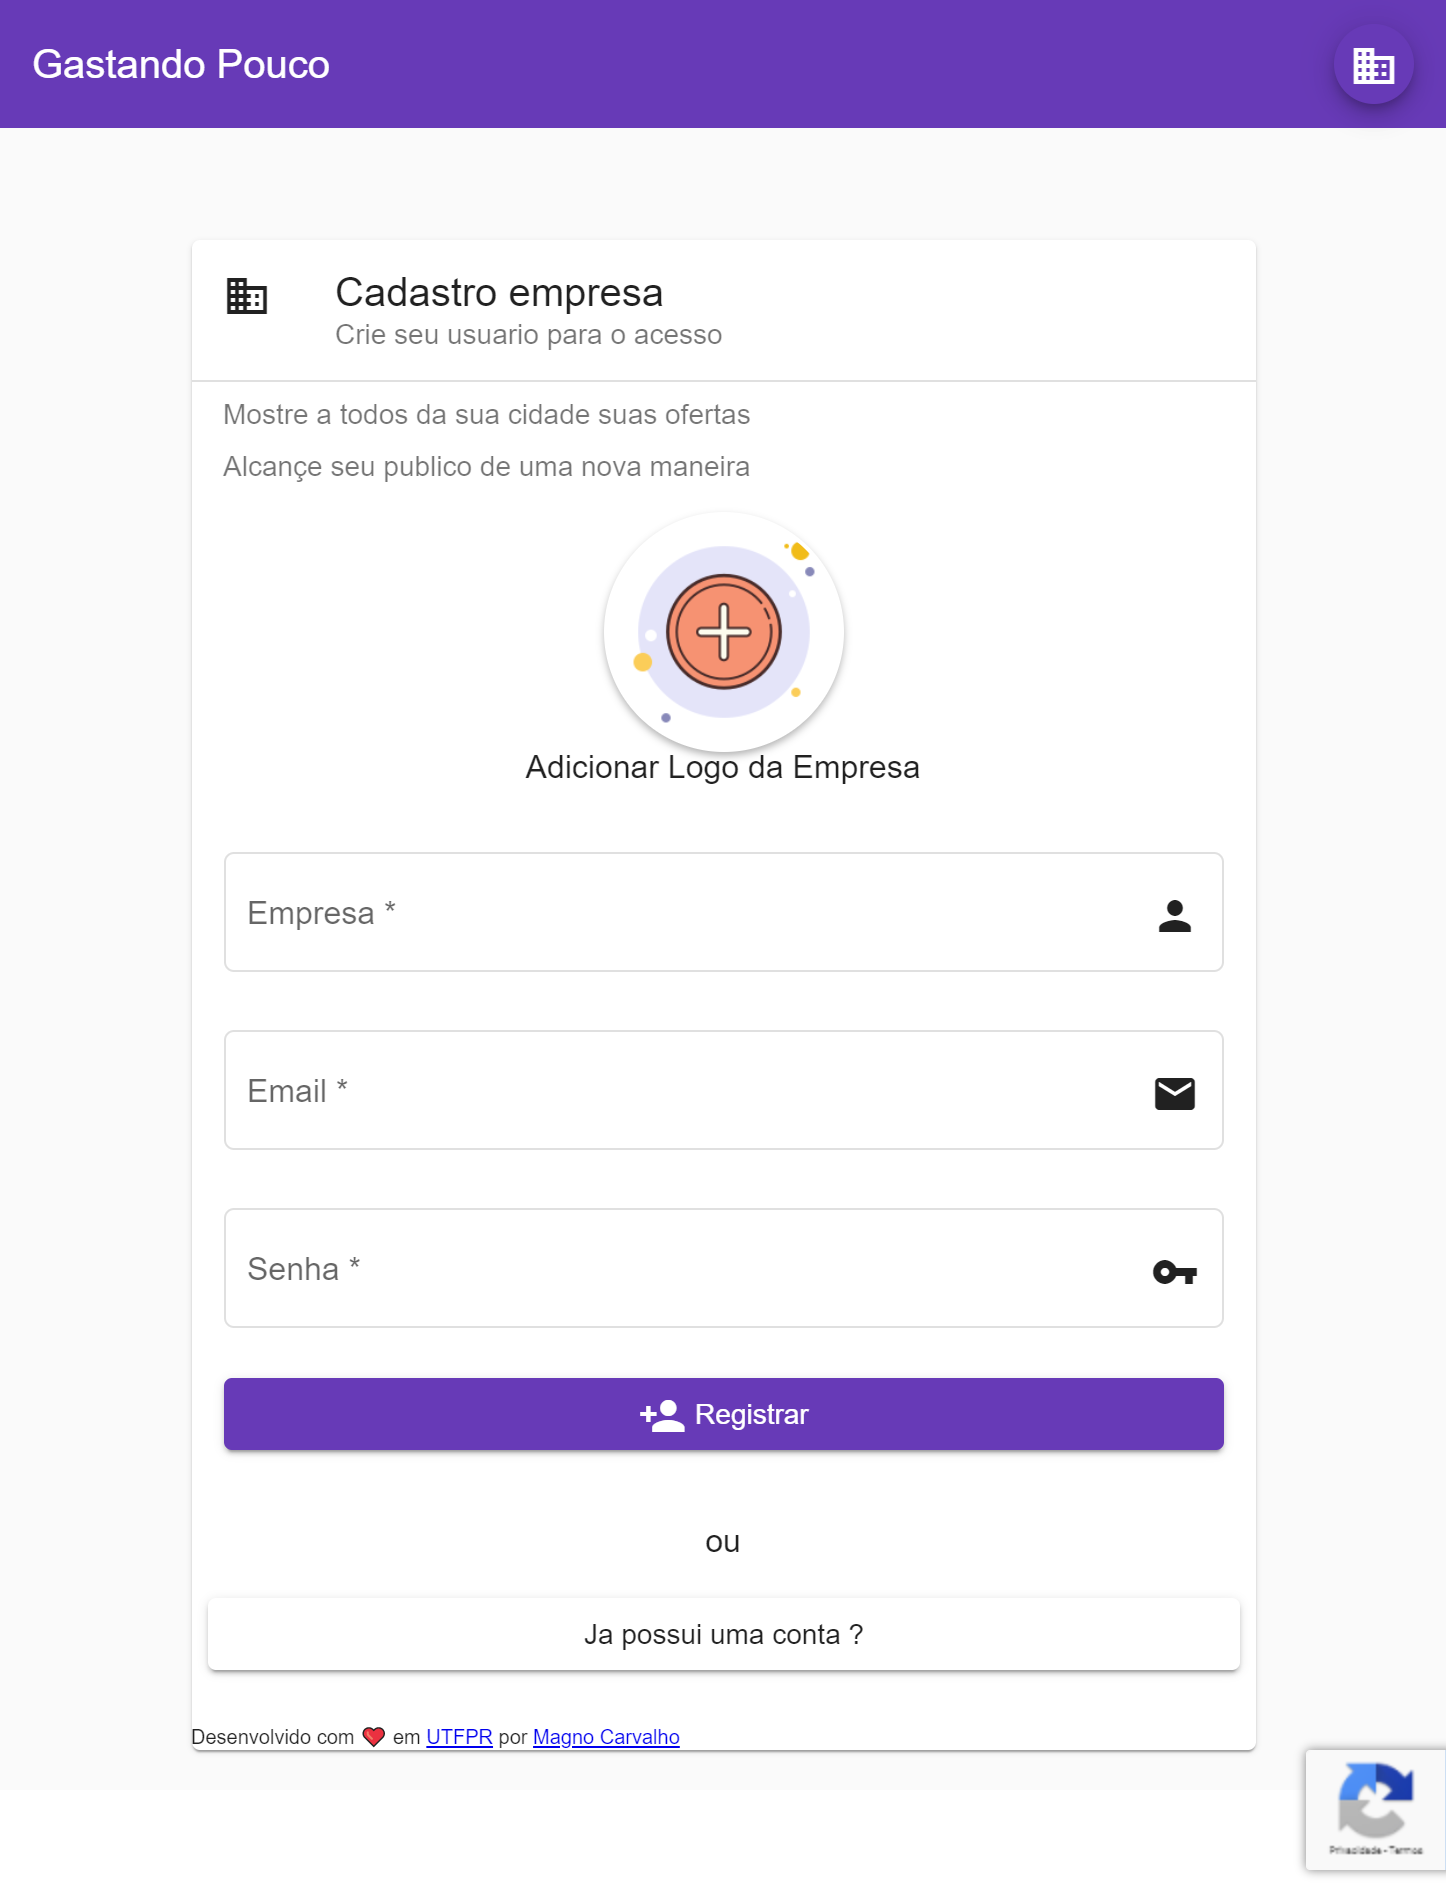 Gastando Pouco
Cadastro empresa
Crie seu usuario para o acesso
Mostre a todos da sua cidade suas ofertas
Alcançe seu publico de uma nova maneira
Adicionar Logo da Empresa
Empresa *
Email *
Senha *
Registrar
ou
Ja possui uma conta ?
Desenvolvido com ❤️ em UTFPR por Magno Carvalho
Privacidade - Termos